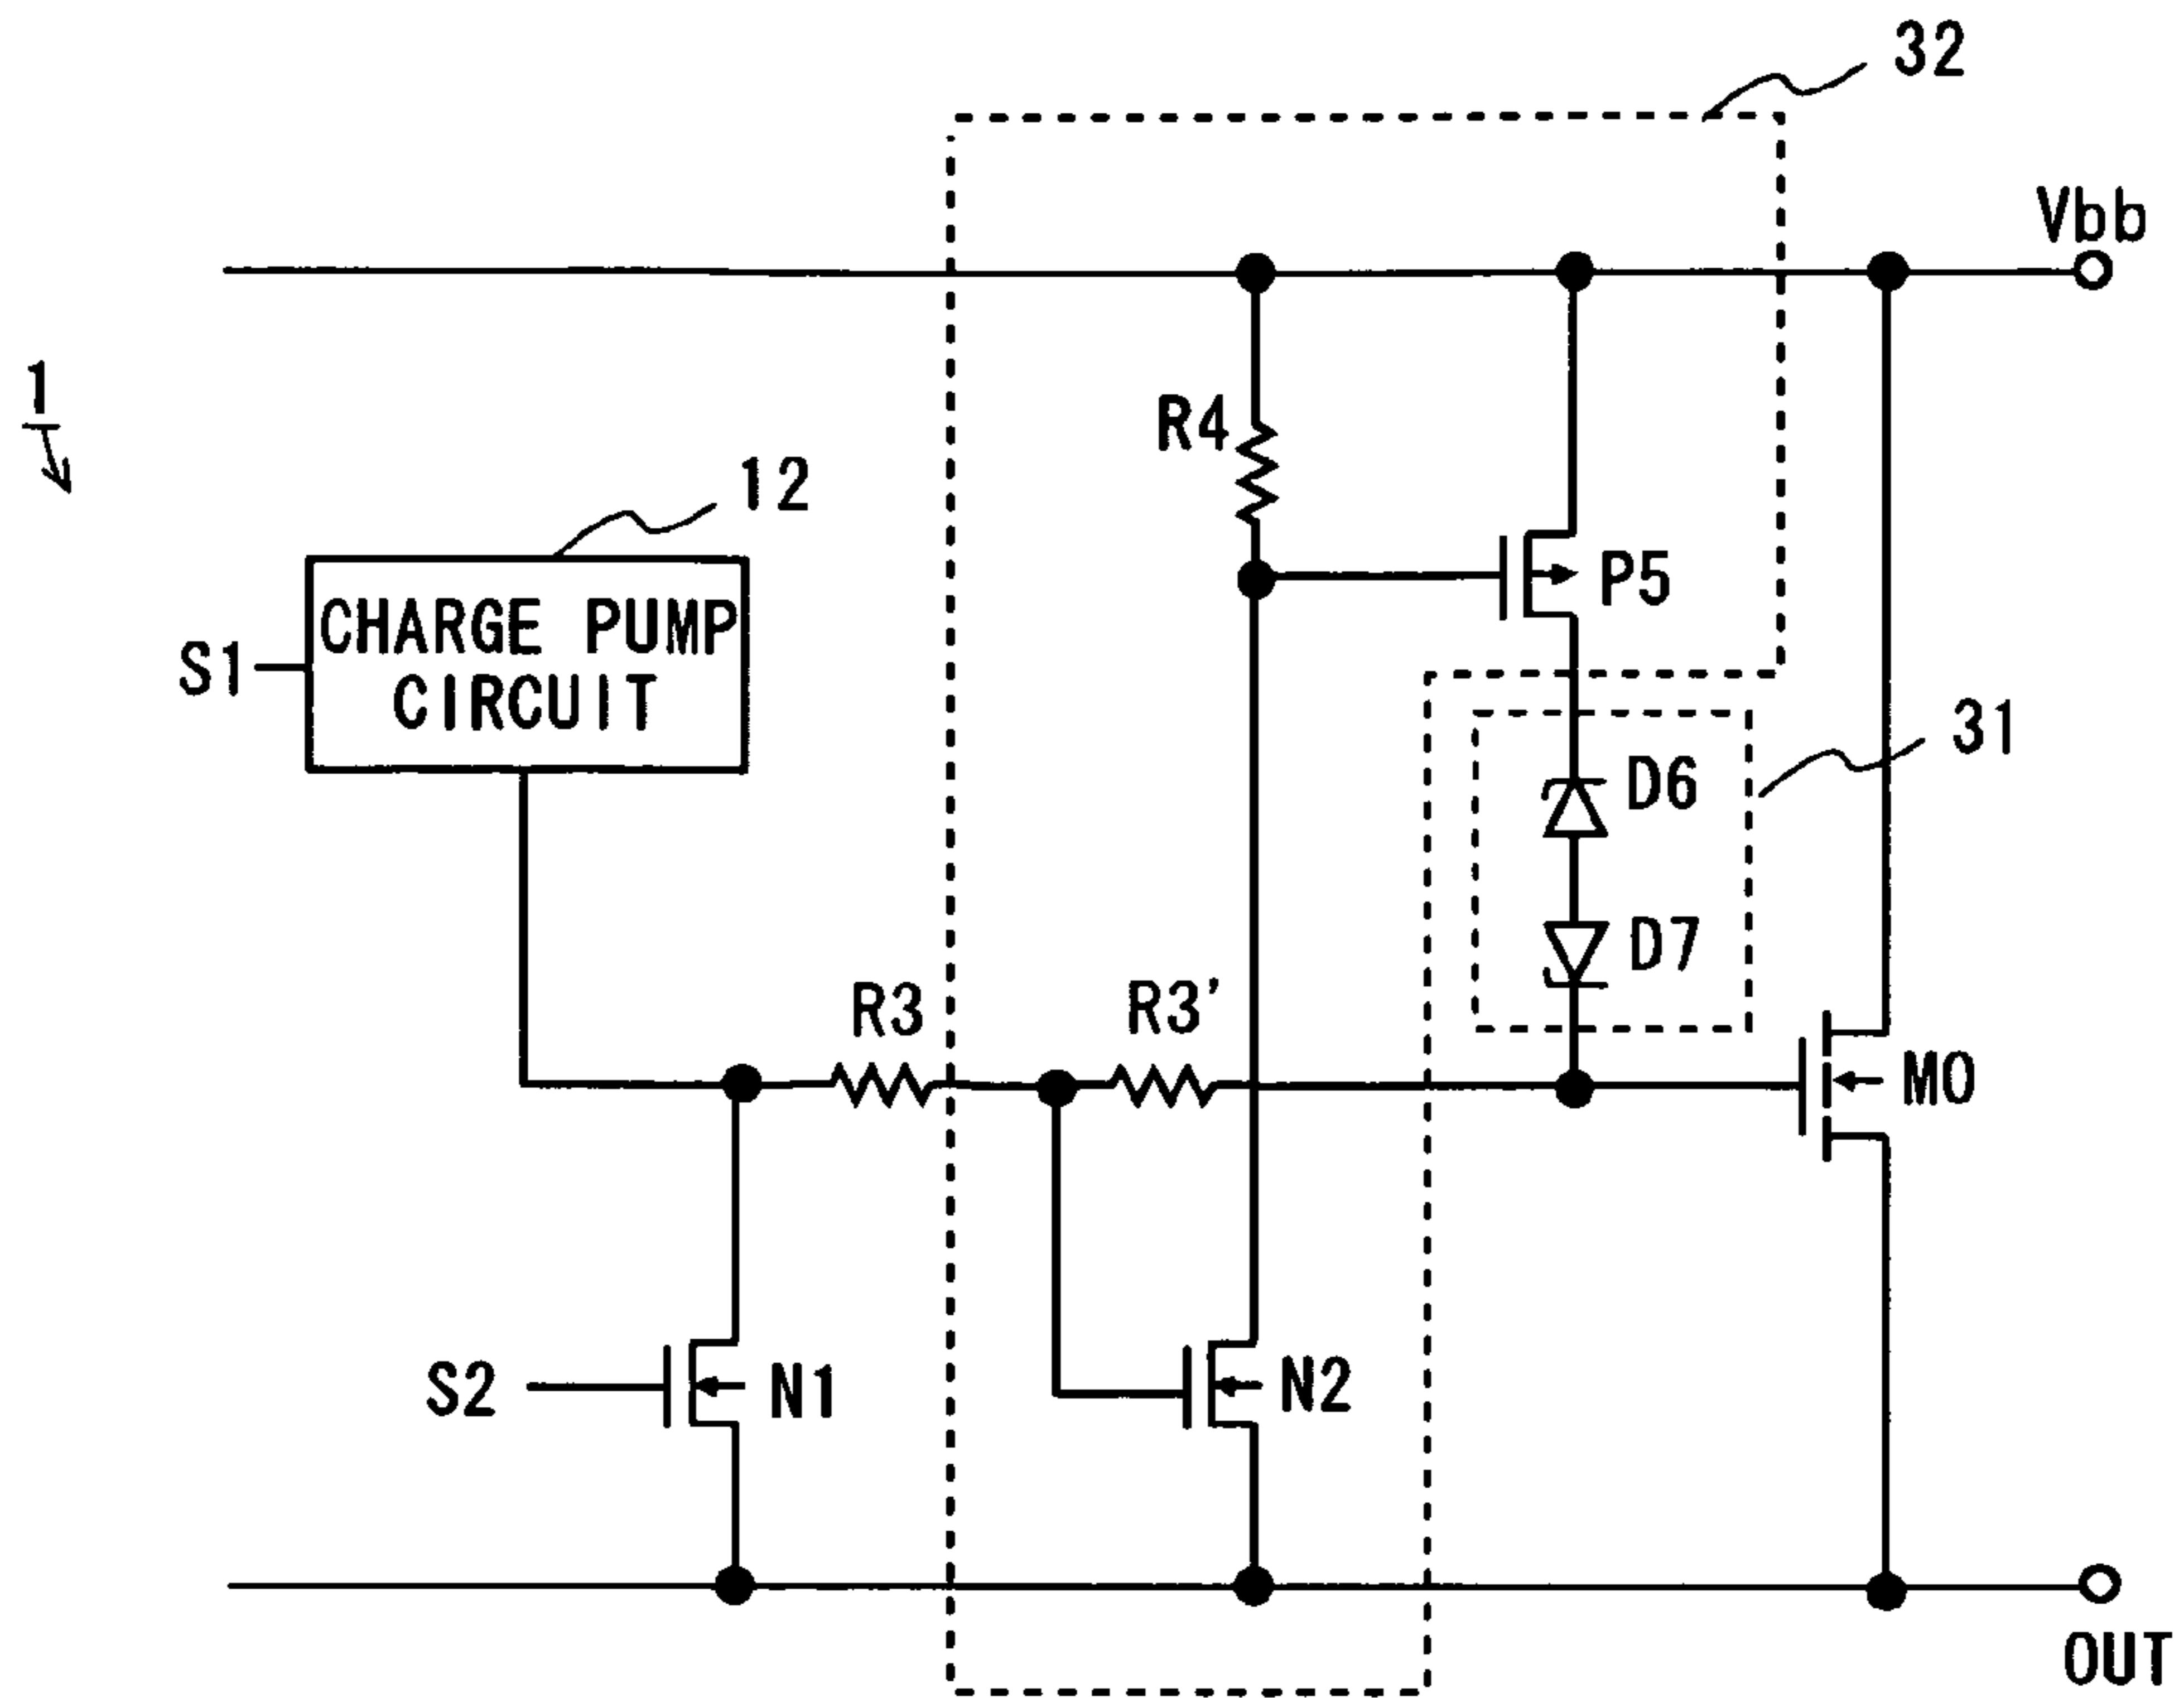 32
Vbb
1
R4
12
P5
CHARGE PUMP
CIRCUIT
S1
31
D6
D7
R3
R3'
M0
S2
N1
N2
OUT